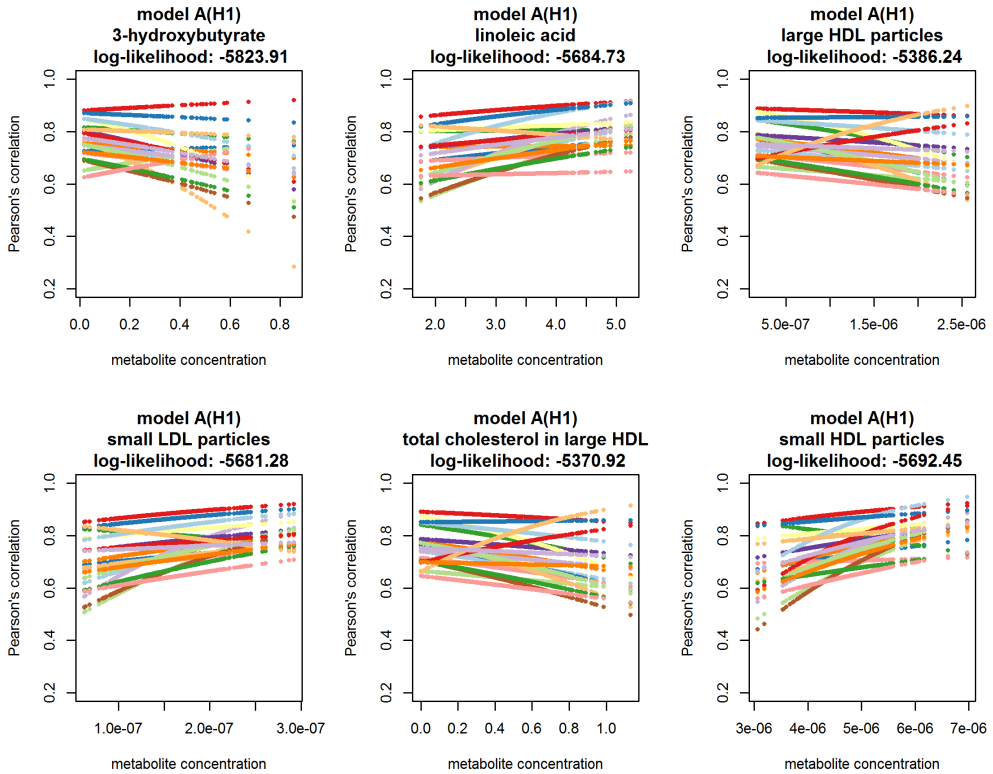 model A(H1)
3-hydroxybutyrate
log-likelihood: -5823.91
Pearson's correlation
0.2 0.4 0.6 0.8 1.0
0.0 0.2 0.4 0.6 0.8
metabolite concentration
model A(H1)
linoleic acid
log-likelihood: -5684.73
Pearson's correlation
0.2 0.4 0.6 0.8 1.0
2.0 3.0 4.0 5.0
metabolite concentration
model A(H1)
large HDL particles
log-likelihood: -5386.24
Pearson's correlation
0.2 0.4 0.6 0.8 1.0
5.0e-07 1.5e-06 2.5e-06
metabolite concentration
model A(H1)
small LDL particles
log-likelihood: -5681.28
Pearson's correlation
0.2 0.4 0.6 0.8 1.0
1.0e-07 2.0e-07 3.0e-07
metabolite concentration
model A(H1)
total cholesterol in large HDL
log-likelihood: -5370.92
Pearson's correlation
0.2 0.4 0.6 0.8 1.0
0.0 0.2 0.4 0.6 0.8 1.0
metabolite concentration
model A(H1)
small HDL particles
log-likelihood: -5692.45
Pearson's correlation
0.2 0.4 0.6 0.8 1.0
3e-06 4e-06 5e-06 6e-06 7e-06
metabolite concentration